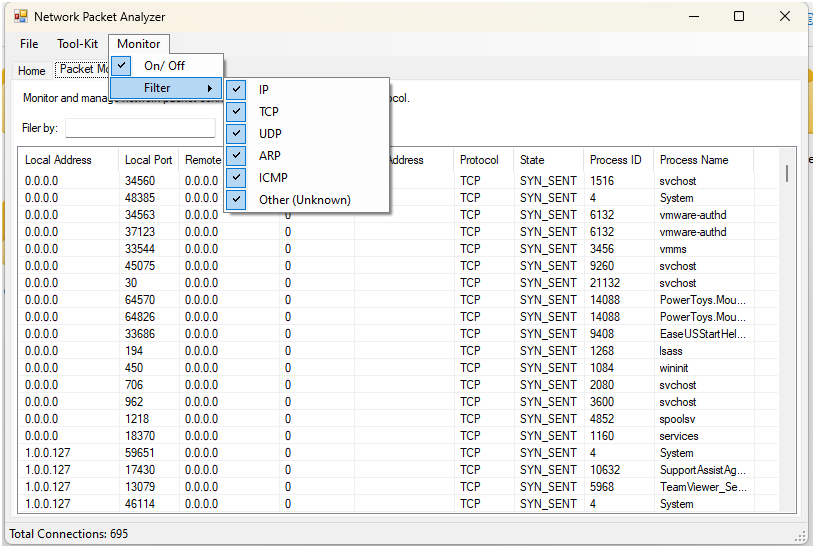 Network Packet Analyzer
File Tool-Kit Monitor
On/ Off
Filter
IP
TCP
UDP
ARP
ICMP
Other (Unknown)
Home Packet Mo
Monitor and manage network packet ocol.
Filer by:
Local Address Local Port Remote Address Protocol State Process ID Process Name
0.0.0.0 34560 0.0.0.0 TCP SYN_SENT 1516 svchost
0.0.0.0 48385 0.0.0.0 TCP SYN_SENT 4 System
0.0.0.0 34563 0.0.0.0 0 TCP SYN_SENT 6132 vmware-authd
0.0.0.0 37123 0.0.0.0 0 TCP SYN_SENT 6132 vmware-authd
0.0.0.0 33544 0.0.0.0 0 TCP SYN_SENT 3456 vmms
0.0.0.0 45075 0.0.0.0 0 TCP SYN_SENT 9260 svchost
0.0.0.0 30 0.0.0.0 0 TCP SYN_SENT 21132 svchost
0.0.0.0 64570 0.0.0.0 0 TCP SYN_SENT 14088 PowerToys.Mou...
0.0.0.0 64826 0.0.0.0 0 TCP SYN_SENT 14088 PowerToys.Mou...
0.0.0.0 33686 0.0.0.0 0 TCP SYN_SENT 9408 EaseUSStartHel...
0.0.0.0 194 0.0.0.0 0 TCP SYN_SENT 1268 lsass
0.0.0.0 450 0.0.0.0 0 TCP SYN_SENT 1084 wininit
0.0.0.0 706 0.0.0.0 0 TCP SYN_SENT 2080 svchost
0.0.0.0 962 0.0.0.0 0 TCP SYN_SENT 3600 svchost
0.0.0.0 1218 0.0.0.0 0 TCP SYN_SENT 4852 spoolsv
0.0.0.0 18370 0.0.0.0 0 TCP SYN_SENT 1160 services
1.0.0.127 59651 0.0.0.0 0 TCP SYN_SENT 4 System
1.0.0.127 17430 0.0.0.0 0 TCP SYN_SENT 10632 SupportAssistAg...
1.0.0.127 13079 0.0.0.0 0 TCP SYN_SENT 5968 TeamViewer_Se...
1.0.0.127 46114 0.0.0.0 0 TCP SYN_SENT 4 System
Total Connections: 695